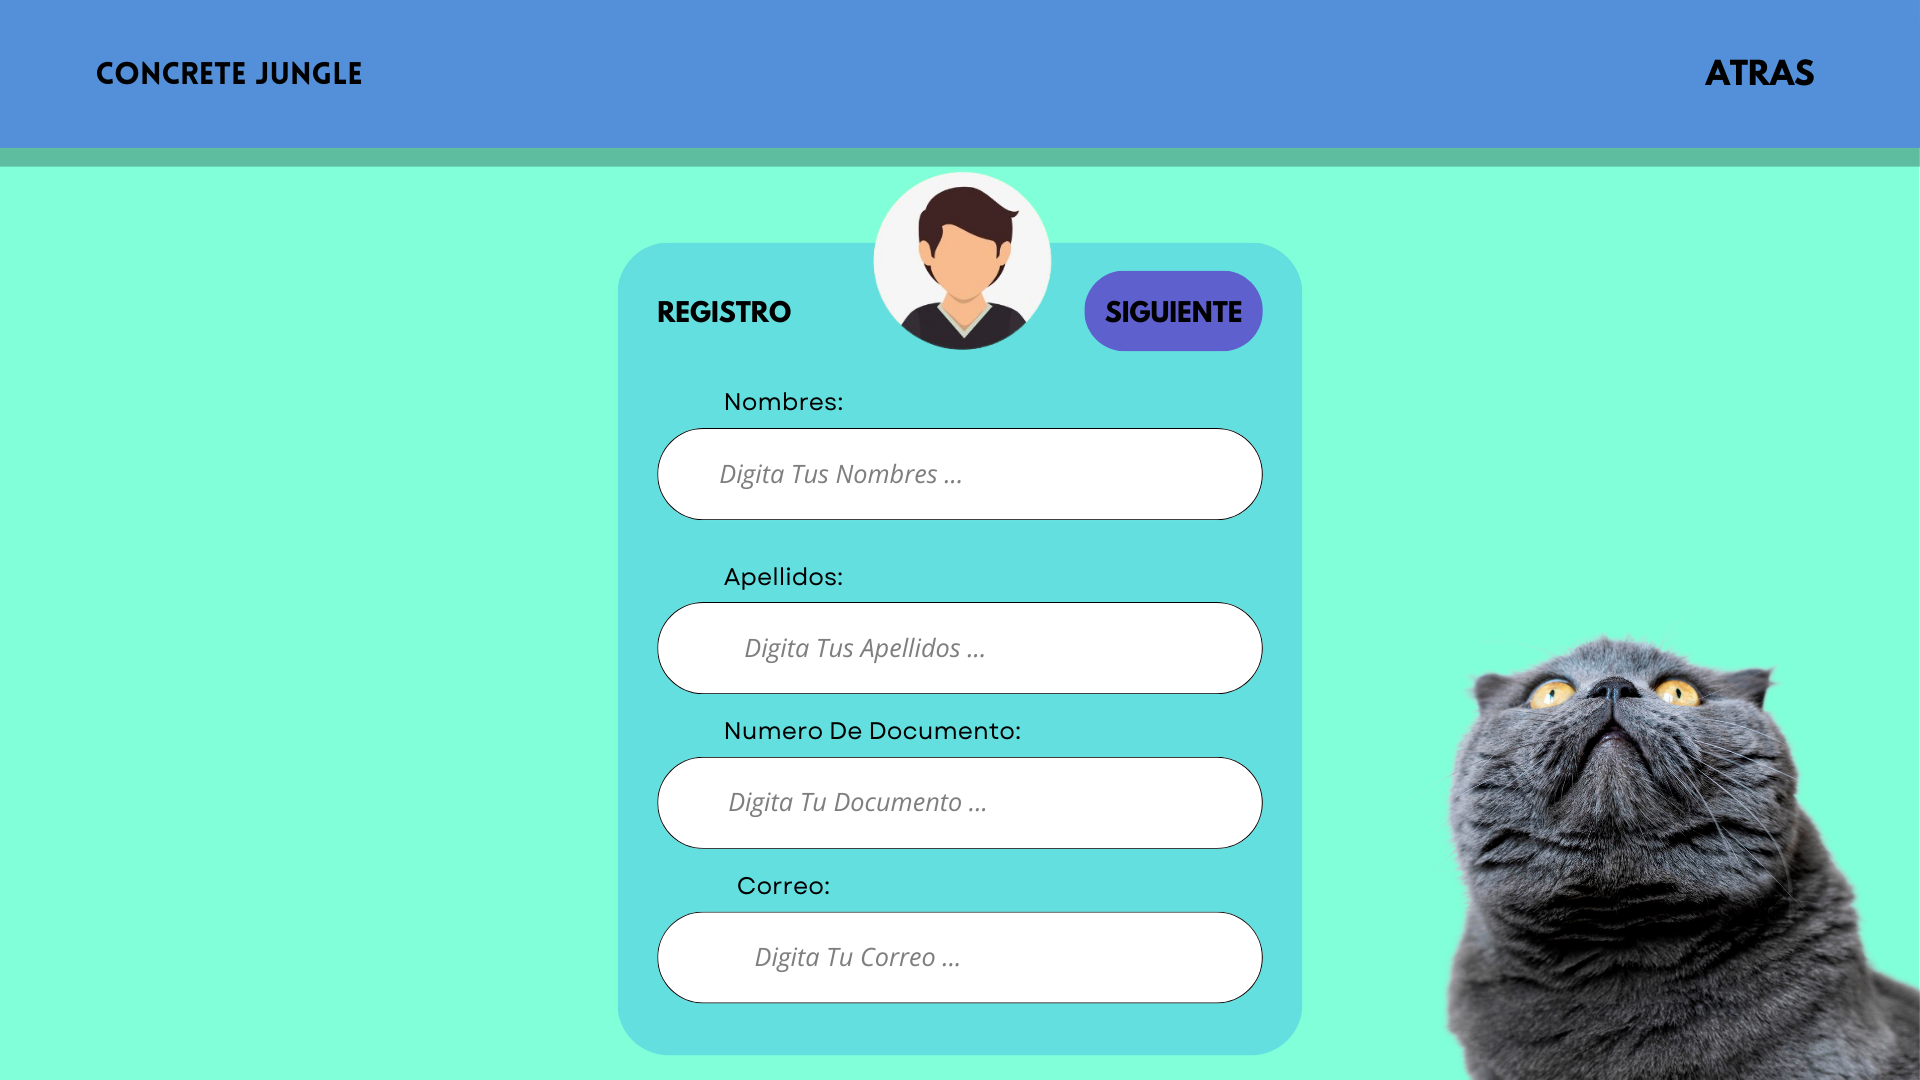 CONCRETE JUNGLE
ATRAS
REGISTRO
SIGUIENTE
Nombres:
Digita Tus Nombres ...
Apellidos:
Digita Tus Apellidos ...
Numero De Documento:
Digita Tu Documento ...
Correo:
Digita Tu Correo ...